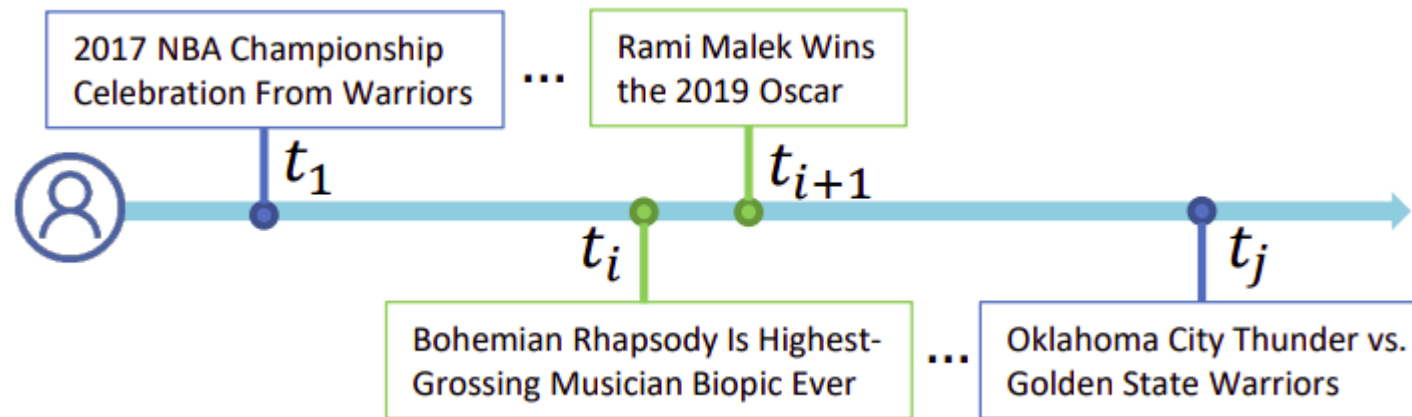 2017 NBA Championship
Celebration From Warriors
...
Rami Malek Wins
the 2019 Oscar
t₁
tᵢ₊₁
tᵢ
tⱼ
Bohemian Rhapsody Is Highest-
Grossing Musician Biopic Ever
...
Oklahoma City Thunder vs.
Golden State Warriors